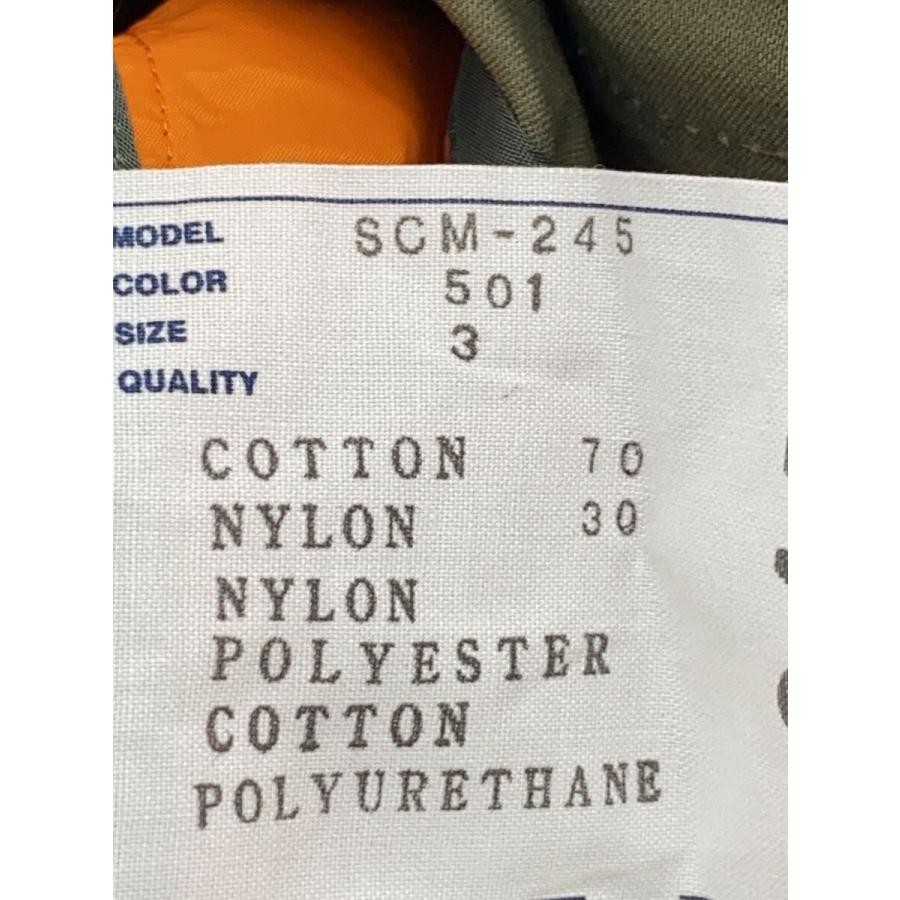 MODEL SCM-245
COLOR 501
SIZE 3
QUALITY
COTTON 70
NYLON 30
NYLON
POLYESTER
COTTON
POLYURETHANE